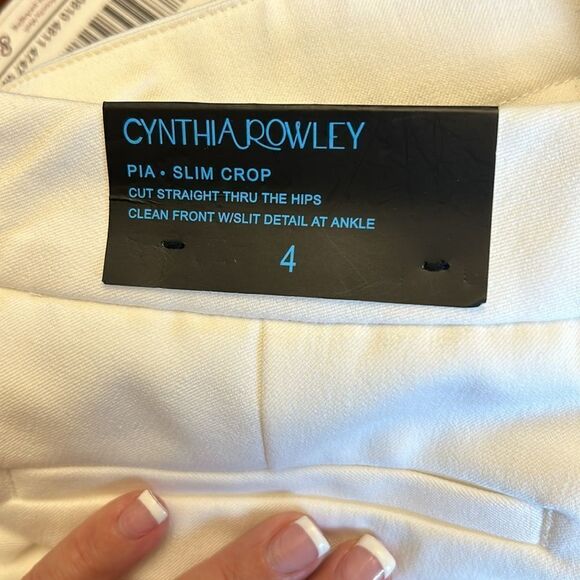 CYNTHIA ROWLEY
PIA • SLIM CROP
CUT STRAIGHT THRU THE HIPS
CLEAN FRONT W/SLIT DETAIL AT ANKLE
4